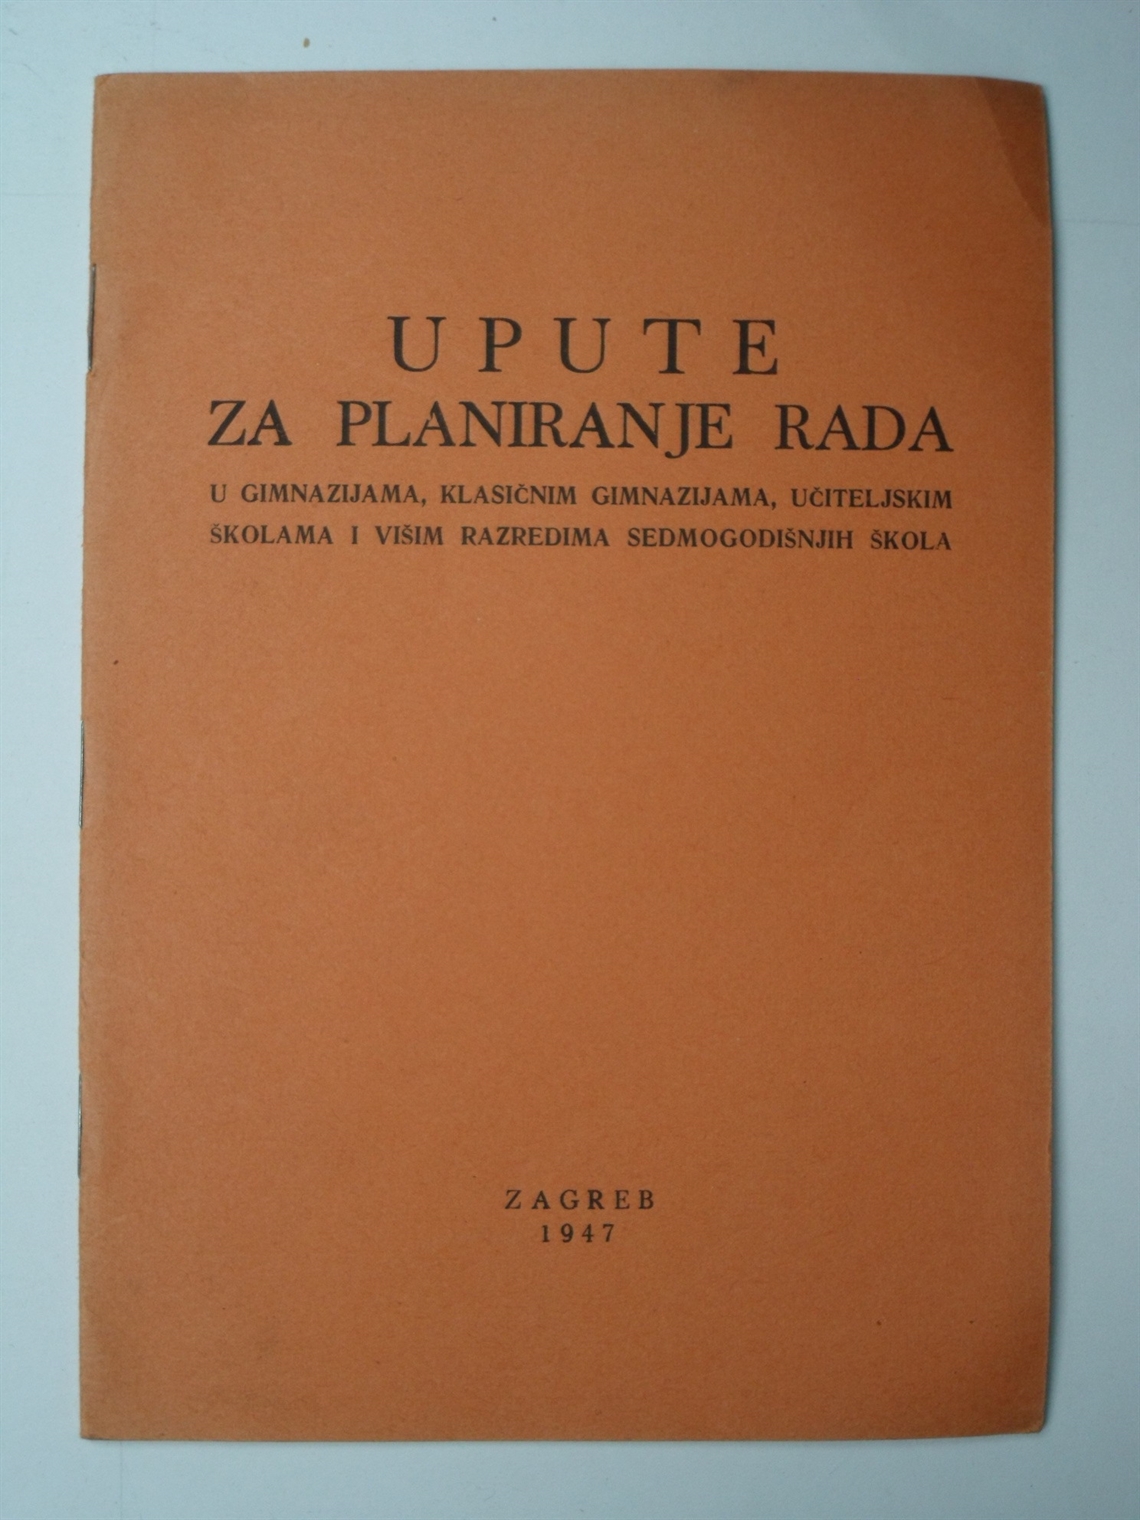 UPUTE
ZA PLANIRANJE RADA
U GIMNAZIJAMA, KLASIČNIM GIMNAZIJAMA, UČITELJSKIM
ŠKOLAMA I VIŠIM RAZREDIMA SEDMOGODIŠNJIH ŠKOLA
ZAGREB
1947